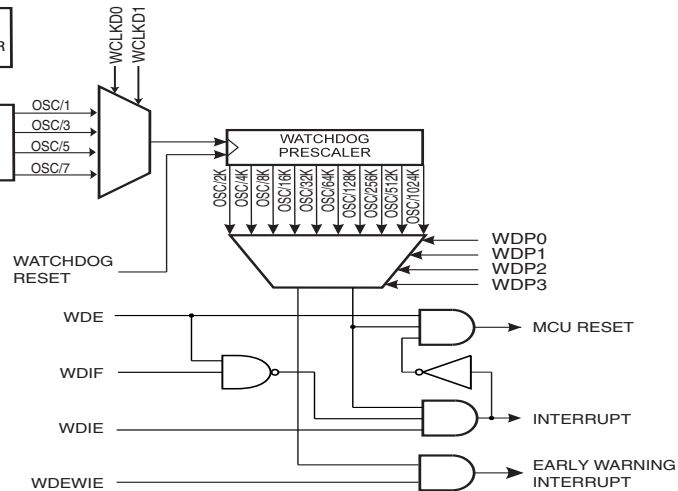 R
WCLKD0
WCLKD1
OSC/1
OSC/3
OSC/5
OSC/7
WATCHDOG
PRESCALER
OSC/2K
OSC/4K
OSC/8K
OSC/16K
OSC/32K
OSC/64K
OSC/128K
OSC/256K
OSC/512K
OSC/1024K
WATCHDOG
RESET
WDP0
WDP1
WDP2
WDP3
WDE
MCU RESET
WDIF
WDIE
INTERRUPT
WDEWIE
EARLY WARNING
INTERRUPT